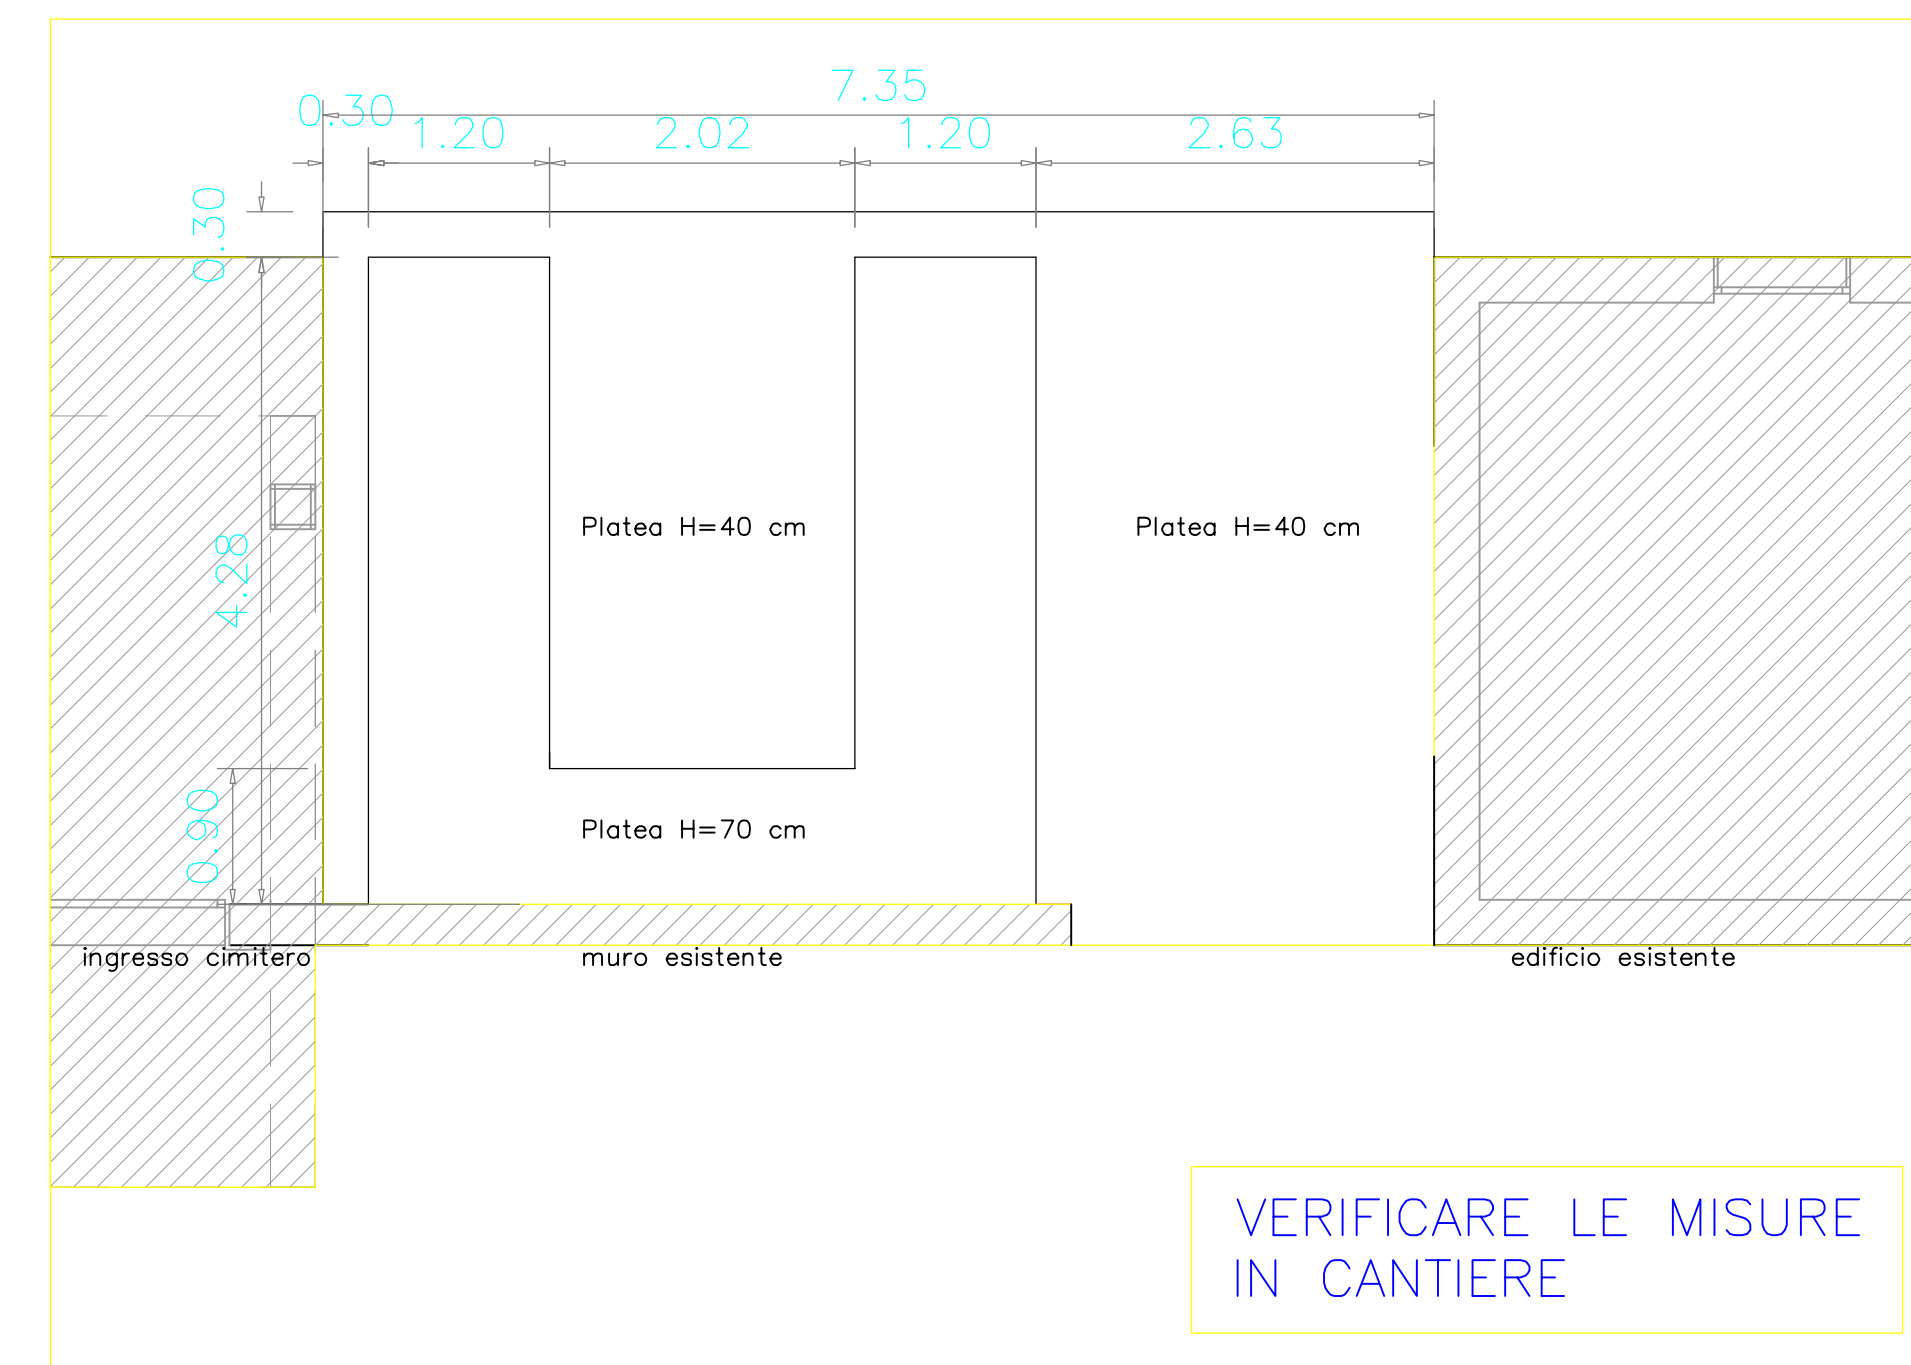 7.35
0.30
1.20
2.02
1.20
2.63
0.30
4.28
0.90
Platea H=40 cm
Platea H=40 cm
Platea H=70 cm
ingresso cimitero
muro esistente
edificio esistente
VERIFICARE LE MISURE
IN CANTIERE